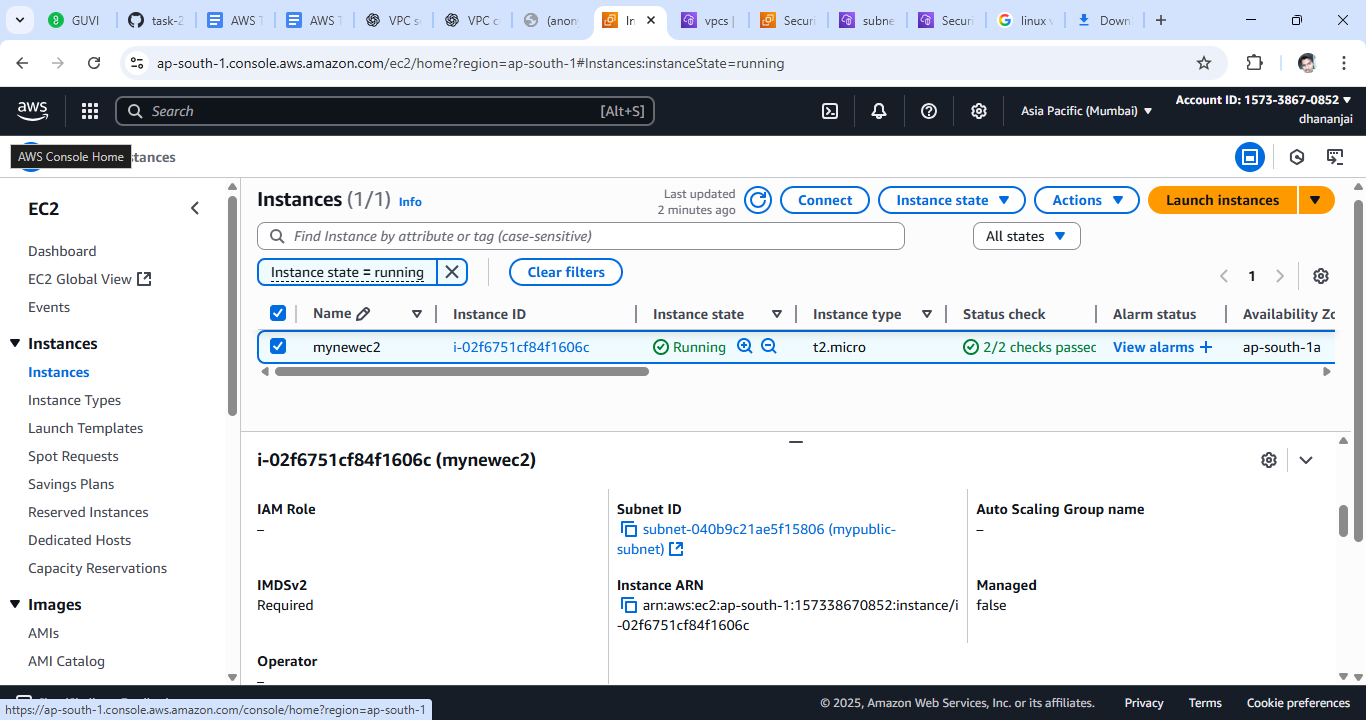 GUVI
task-2
AWS T
AWS T
VPC se
VPC c
(anony
In
vpcs |
Securi
subne
Securi
linux v
Down
ap-south-1.console.aws.amazon.com/ec2/home?region=ap-south-1#Instances:instanceState=running
aws
Search
[Alt+S]
Asia Pacific (Mumbai)
Account ID: 1573-3867-0852
dhananjai
AWS Console Home
stances
EC2
Dashboard
EC2 Global View
Events
Instances
Instances
Instance Types
Launch Templates
Spot Requests
Savings Plans
Reserved Instances
Dedicated Hosts
Capacity Reservations
Images
AMIs
AMI Catalog
Instances (1/1) Info
Last updated
2 minutes ago
Connect
Instance state
Actions
Launch instances
Find Instance by attribute or tag (case-sensitive)
All states
Instance state = running
Clear filters
1
Name Instance ID Instance state Instance type Status check Alarm status Availability Zo
mynewec2 i-02f6751cf84f1606c Running t2.micro 2/2 checks passec View alarms + ap-south-1a
i-02f6751cf84f1606c (mynewec2)
IAM Role
–
Subnet ID
subnet-040b9c21ae5f15806 (mypublic-
subnet)
Auto Scaling Group name
–
IMDSv2
Required
Instance ARN
arn:aws:ec2:ap-south-1:157338670852:instance/i
-02f6751cf84f1606c
Managed
false
Operator
–
© 2025, Amazon Web Services, Inc. or its affiliates.
Privacy
Terms
Cookie preferences
https://ap-south-1.console.aws.amazon.com/console/home?region=ap-south-1